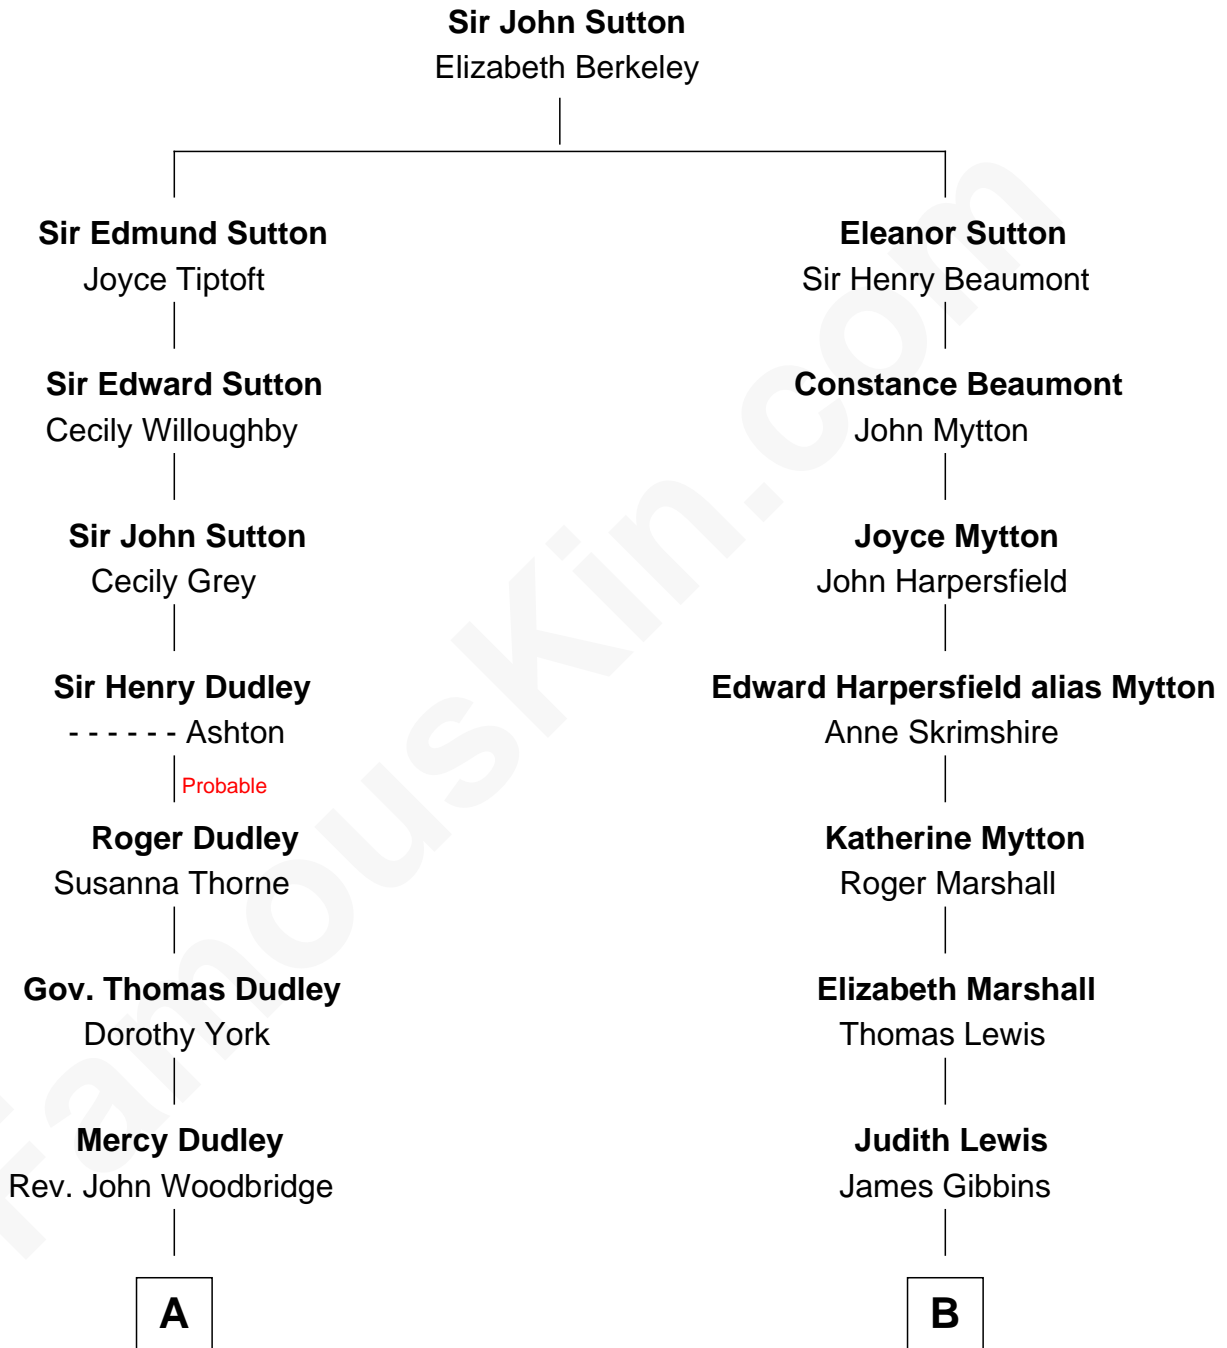 Sir John Sutton
Elizabeth Berkeley
Sir Edmund Sutton
Joyce Tiptoft
Eleanor Sutton
Sir Henry Beaumont
Sir Edward Sutton
Cecily Willoughby
Constance Beaumont
John Mytton
Sir John Sutton
Cecily Grey
Joyce Mytton
John Harpersfield
Sir Henry Dudley
- - - - - - Ashton
Probable
Edward Harpersfield alias Mytton
Anne Skrimshire
Roger Dudley
Susanna Thorne
Katherine Mytton
Roger Marshall
Gov. Thomas Dudley
Dorothy York
Elizabeth Marshall
Thomas Lewis
Mercy Dudley
Rev. John Woodbridge
Judith Lewis
James Gibbins
A
B
FamousKin.com